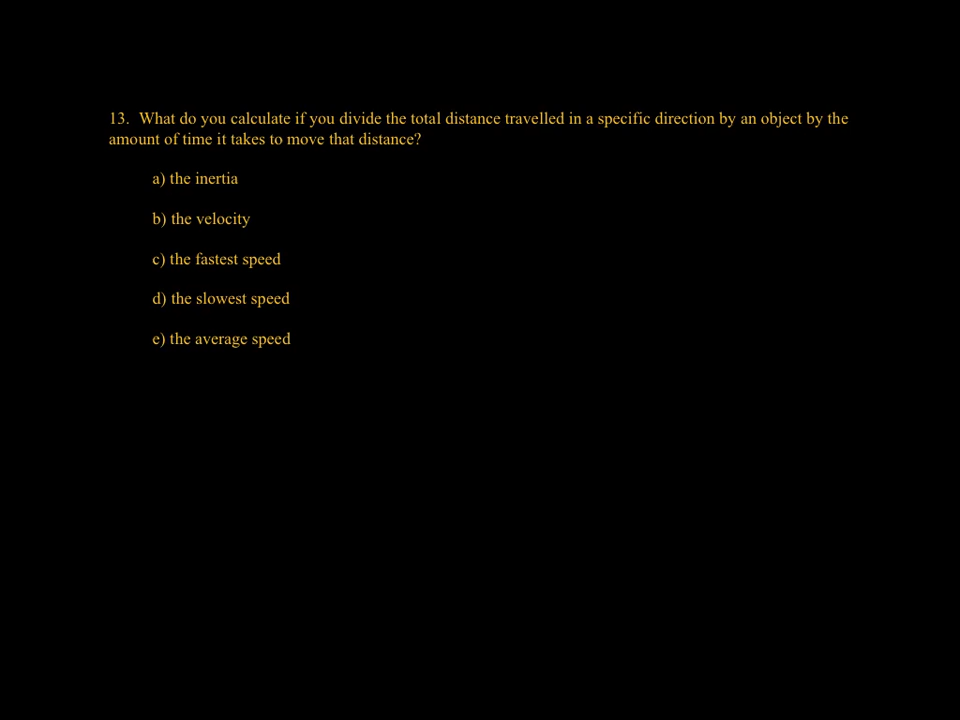 13. What do you calculate if you divide the total distance travelled in a specific direction by an object by the
amount of time it takes to move that distance?
a) the inertia
b) the velocity
c) the fastest speed
d) the slowest speed
e) the average speed